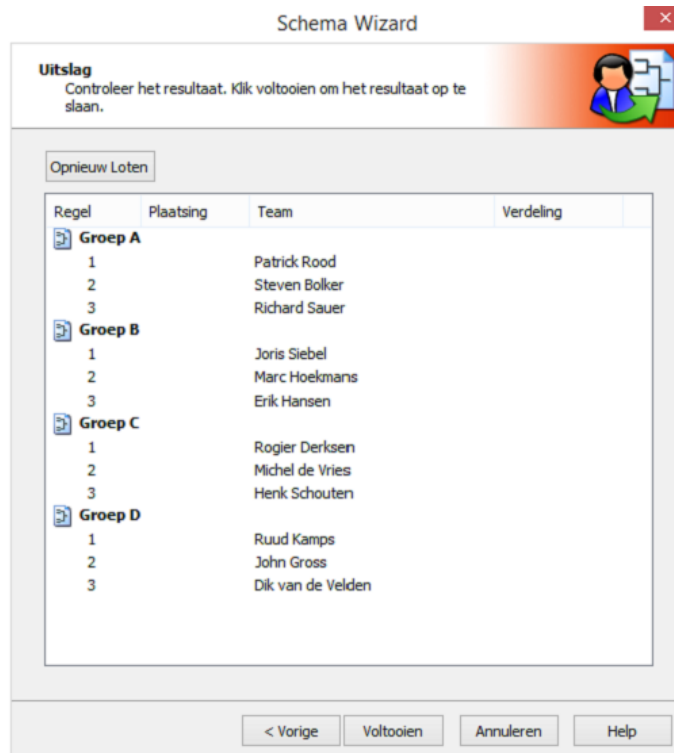 Schema Wizard
Uitslag
Controleer het resultaat. Klik voltooien om het resultaat op te
slaan.
Opnieuw Loten
Regel Plaatsing Team Verdeling
Groep A
1 Patrick Rood
2 Steven Bolker
3 Richard Sauer
Groep B
1 Joris Siebel
2 Marc Hoekmans
3 Erik Hansen
Groep C
1 Rogier Derksen
2 Michel de Vries
3 Henk Schouten
Groep D
1 Ruud Kamps
2 John Gross
3 Dik van de Velden
< Vorige Voltooien Annuleren Help